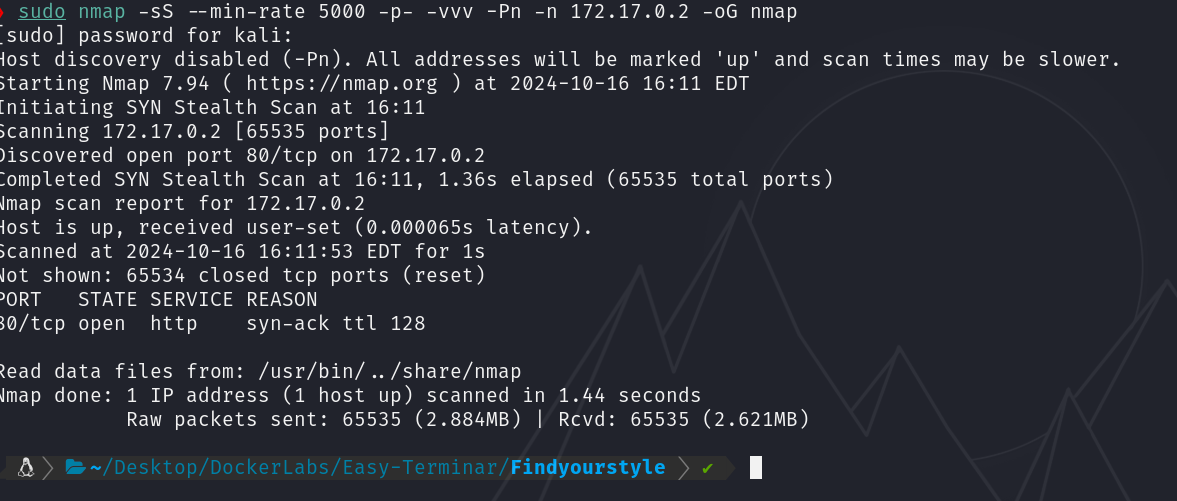 sudo nmap -sS --min-rate 5000 -p- -vvv -Pn -n 172.17.0.2 -oG nmap
[sudo] password for kali:
Host discovery disabled (-Pn). All addresses will be marked 'up' and scan times may be slower.
Starting Nmap 7.94 ( https://nmap.org ) at 2024-10-16 16:11 EDT
Initiating SYN Stealth Scan at 16:11
Scanning 172.17.0.2 [65535 ports]
Discovered open port 80/tcp on 172.17.0.2
Completed SYN Stealth Scan at 16:11, 1.36s elapsed (65535 total ports)
Nmap scan report for 172.17.0.2
Host is up, received user-set (0.000065s latency).
Scanned at 2024-10-16 16:11:53 EDT for 1s
Not shown: 65534 closed tcp ports (reset)
PORT   STATE SERVICE REASON
80/tcp open  http    syn-ack ttl 128
Read data files from: /usr/bin/../share/nmap
Nmap done: 1 IP address (1 host up) scanned in 1.44 seconds
Raw packets sent: 65535 (2.884MB) | Rcvd: 65535 (2.621MB)
~/Desktop/DockerLabs/Easy-Terminar/Findyourstyle ✔